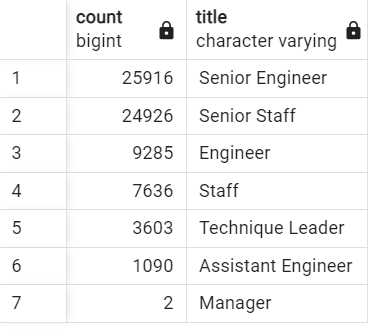 count title
bigint character varying
1 25916 Senior Engineer
2 24926 Senior Staff
3 9285 Engineer
4 7636 Staff
5 3603 Technique Leader
6 1090 Assistant Engineer
7 2 Manager